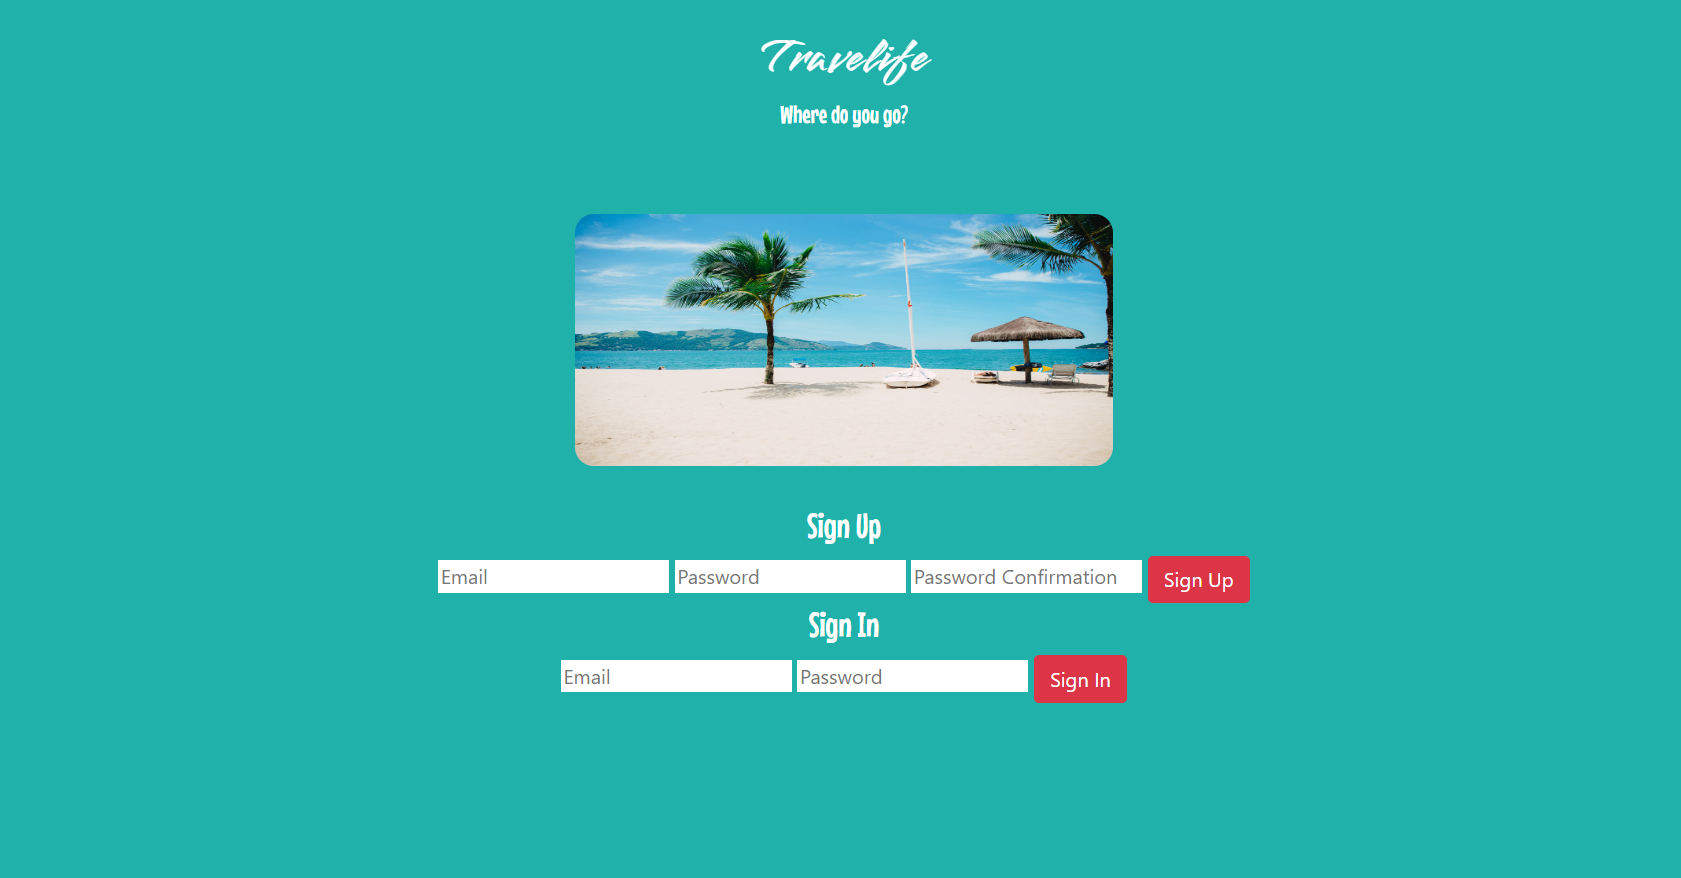 Travelife
Where do you go?
Sign Up
Email Password Password Confirmation Sign Up
Sign In
Email Password Sign In